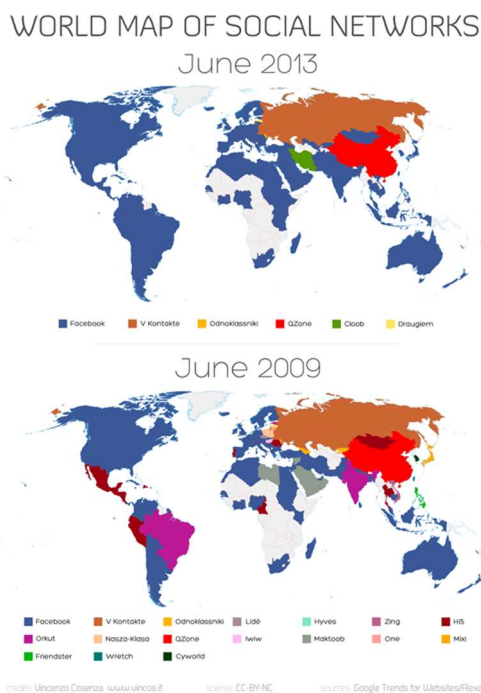 WORLD MAP OF SOCIAL NETWORKS
June 2013
Facebook V Kontakte Odnoklassniki QZone Cloob Draugiem
June 2009
Facebook V Kontakte Odnoklassniki Lidé Hyves Zing Hi5
Orkut Nasza-Klasa QZone Iwiw Maktoob One Mixi
Friendster Wretch Cyworld
credits: Vincenzo Cosenza www.vincos.it license: CC-BY-NC sources: Google Trends for Websites/Alexa